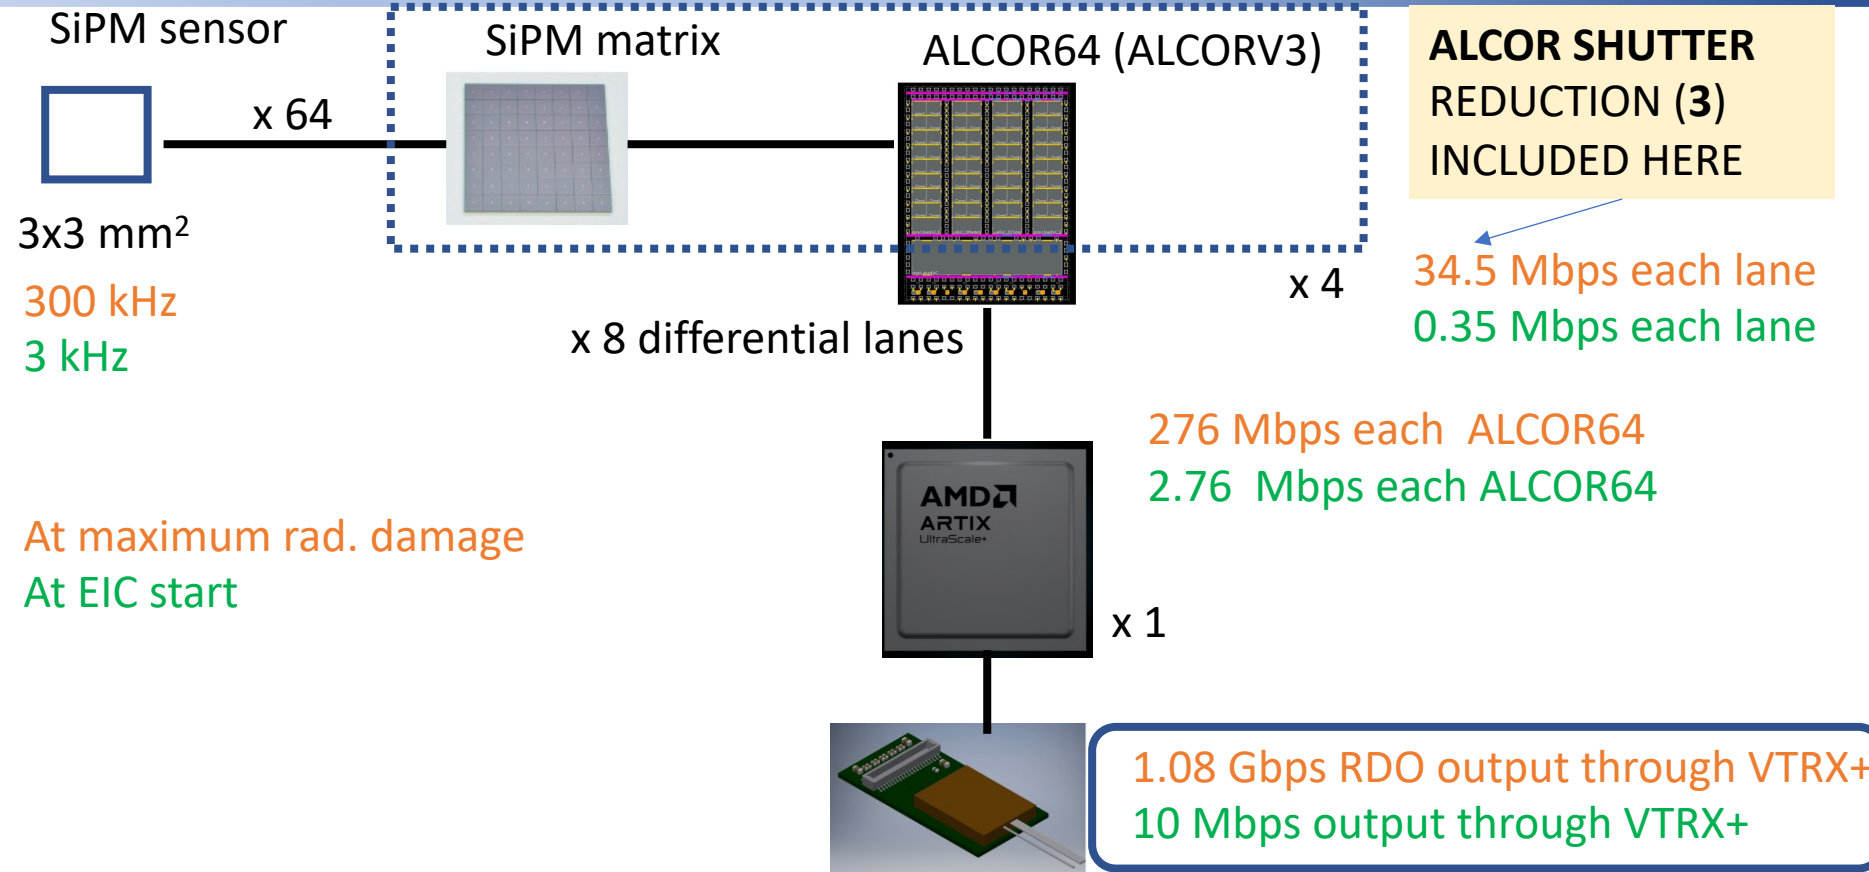 SiPM sensor
SiPM matrix
ALCOR64 (ALCORV3)
ALCOR SHUTTER
REDUCTION (3)
INCLUDED HERE
x 64
3x3 mm²
300 kHz
3 kHz
x 4
34.5 Mbps each lane
0.35 Mbps each lane
x 8 differential lanes
276 Mbps each ALCOR64
2.76 Mbps each ALCOR64
AMD
ARTIX
UltraScale+
At maximum rad. damage
At EIC start
x 1
1.08 Gbps RDO output through VTRX+
10 Mbps output through VTRX+